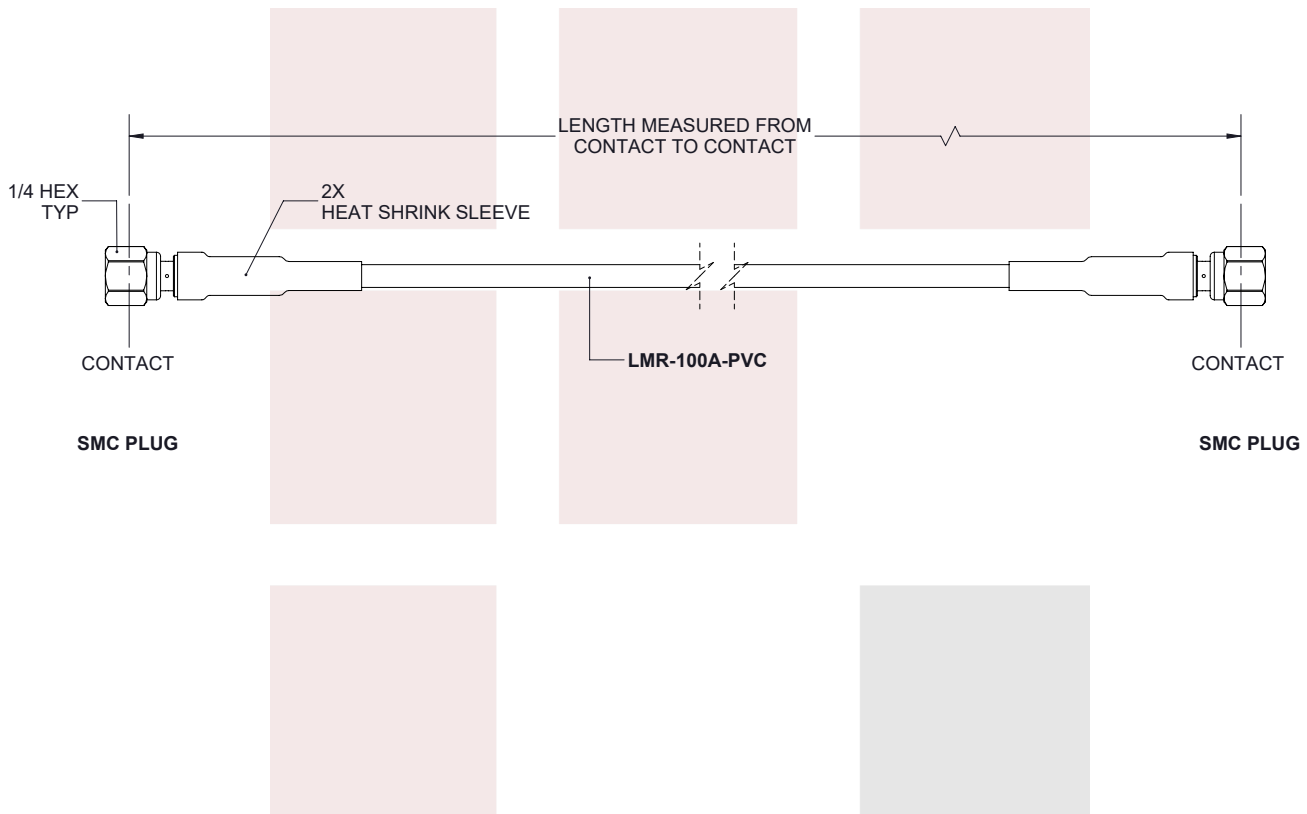 LENGTH MEASURED FROM
CONTACT TO CONTACT
1/4 HEX
TYP
2X
HEAT SHRINK SLEEVE
CONTACT
LMR-100A-PVC
CONTACT
SMC PLUG
SMC PLUG